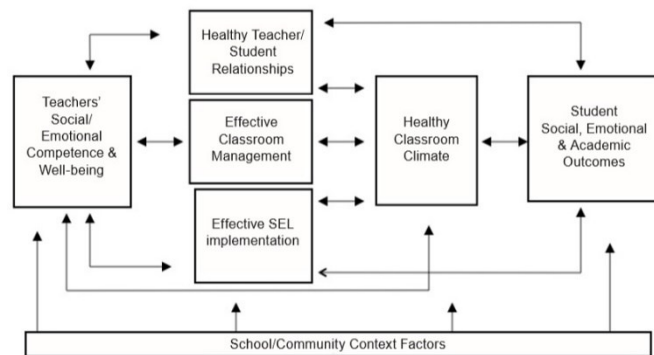 Healthy Teacher/
Student
Relationships
Teachers'
Social/
Emotional
Competence &
Well-being
Effective
Classroom
Management
Healthy
Classroom
Climate
Student
Social, Emotional
& Academic
Outcomes
Effective SEL
implementation
School/Community Context Factors